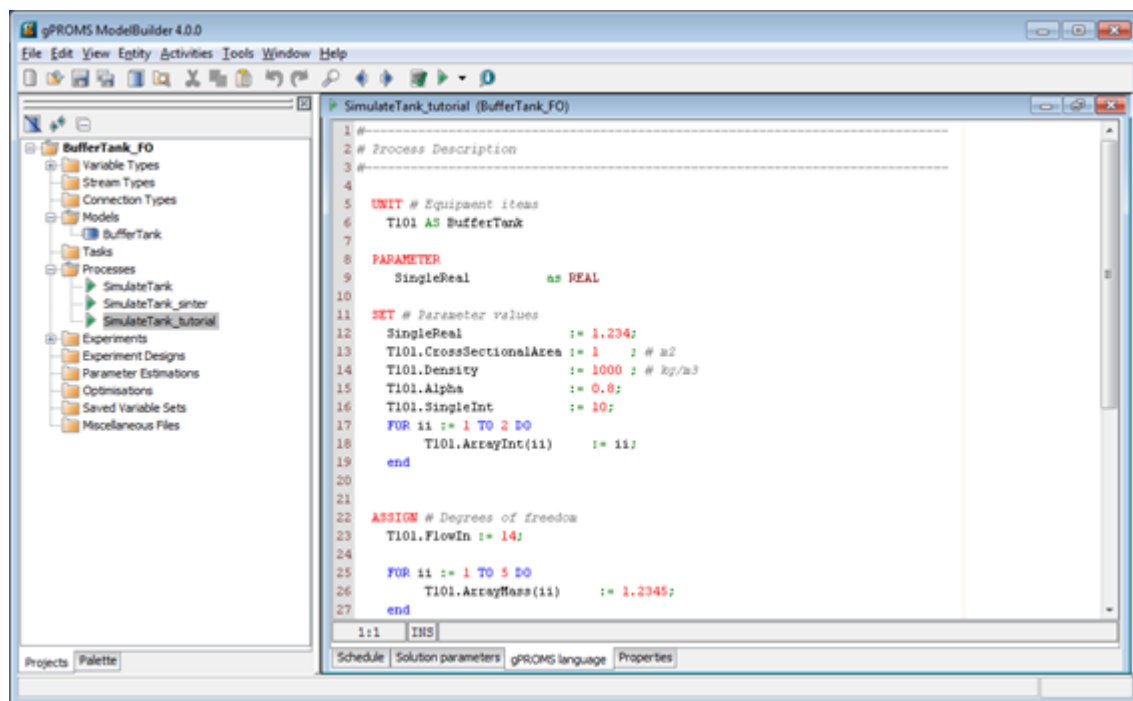 gPROMS ModelBuilder 4.0.0
File Edit View Entity Activities Tools Window Help
BufferTank_FO
Variable Types
Stream Types
Connection Types
Models
BufferTank
Tasks
Processes
SimulateTank
SimulateTank_sinter
SimulateTank_tutorial
Experiments
Experiment Designs
Parameter Estimations
Optimisations
Saved Variable Sets
Miscellaneous Files
Projects Palette
SimulateTank_tutorial (BufferTank_FO)
1 #-----------------------------------------------------------------------------
2 # Process Description
3 #-----------------------------------------------------------------------------
4
5 UNIT # Equipment items
6 T101 AS BufferTank
7
8 PARAMETER
9 SingleReal as REAL
10
11 SET # Parameter values
12 SingleReal := 1.234;
13 T101.CrossSectionalArea := 1 ; # m2
14 T101.Density := 1000 ; # kg/m3
15 T101.Alpha := 0.8;
16 T101.SingleInt := 10;
17 FOR ii := 1 TO 2 DO
18 T101.ArrayInt(ii) := ii;
19 end
20
21
22 ASSIGN # Degrees of freedom
23 T101.FlowIn := 14;
24
25 FOR ii := 1 TO 5 DO
26 T101.ArrayMass(ii) := 1.2345;
27 end
1:1 INS
Schedule Solution parameters gPROMS language Properties